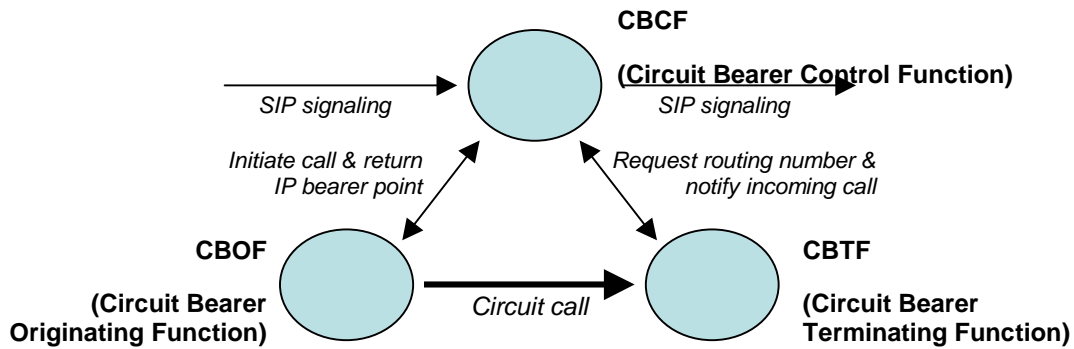 CBCF
(Circuit Bearer Control Function)
SIP signaling
SIP signaling
Initiate call & return
IP bearer point
Request routing number &
notify incoming call
CBOF
(Circuit Bearer
Originating Function)
Circuit call
CBTF
(Circuit Bearer
Terminating Function)